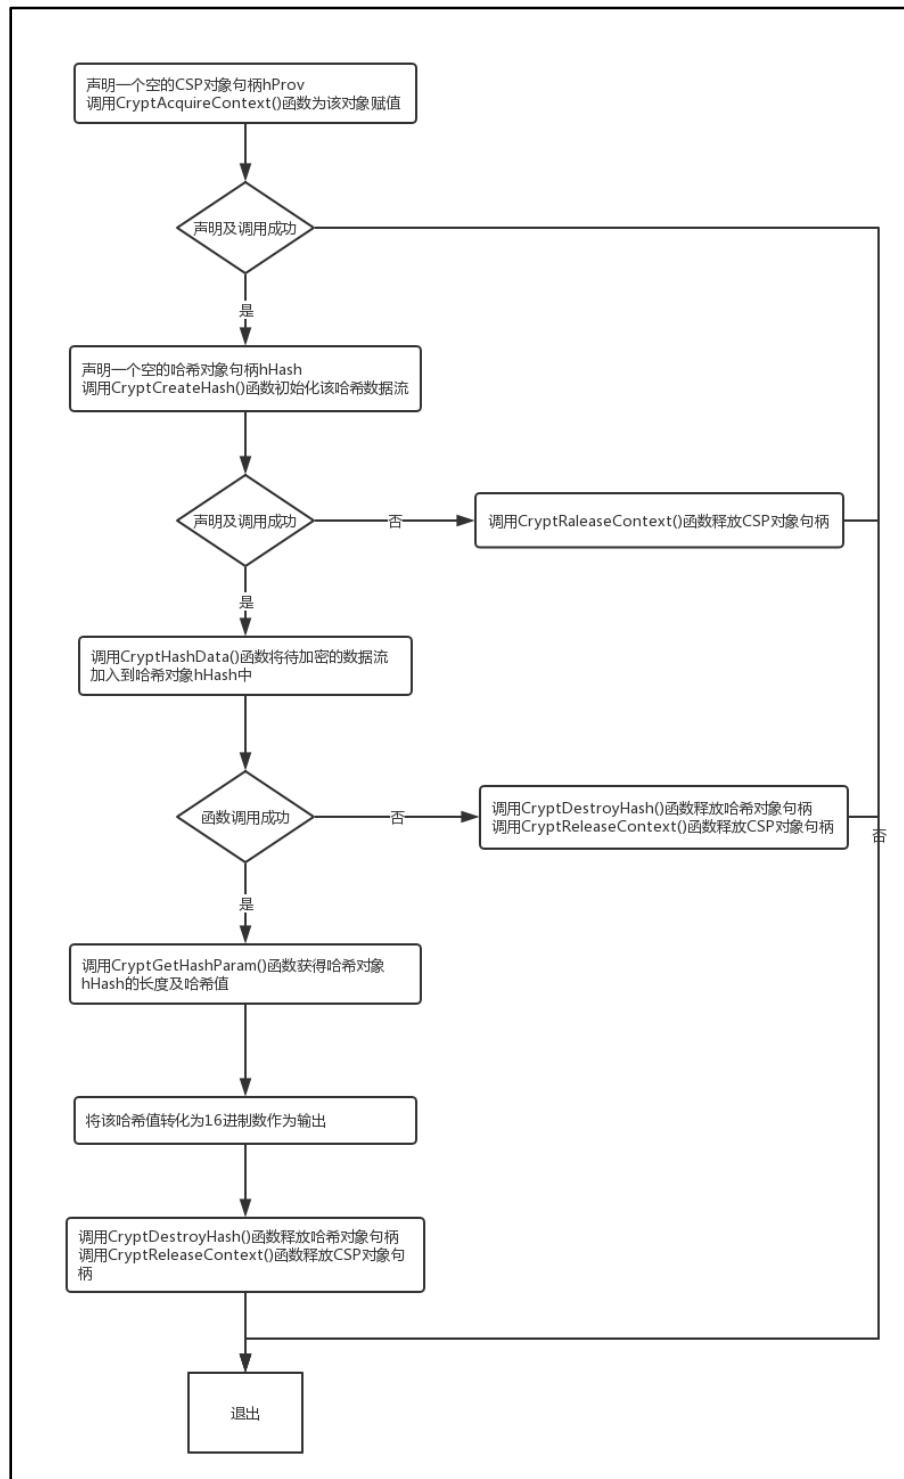 声明一个空的CSP对象句柄hProv
调用CryptAcquireContext()函数为该对象赋值
声明及调用成功
是
声明一个空的哈希对象句柄hHash
调用CryptCreateHash()函数初始化该哈希数据流
声明及调用成功
否
调用CryptRaleaseContext()函数释放CSP对象句柄
是
调用CryptHashData()函数将待加密的数据流
加入到哈希对象hHash中
函数调用成功
否
调用CryptDestroyHash()函数释放哈希对象句柄
调用CryptReleaseContext()函数释放CSP对象句柄
否
是
调用CryptGetHashParam()函数获得哈希对象
hHash的长度及哈希值
将该哈希值转化为16进制数作为输出
调用CryptDestroyHash()函数释放哈希对象句柄
调用CryptReleaseContext()函数释放CSP对象句
柄
退出